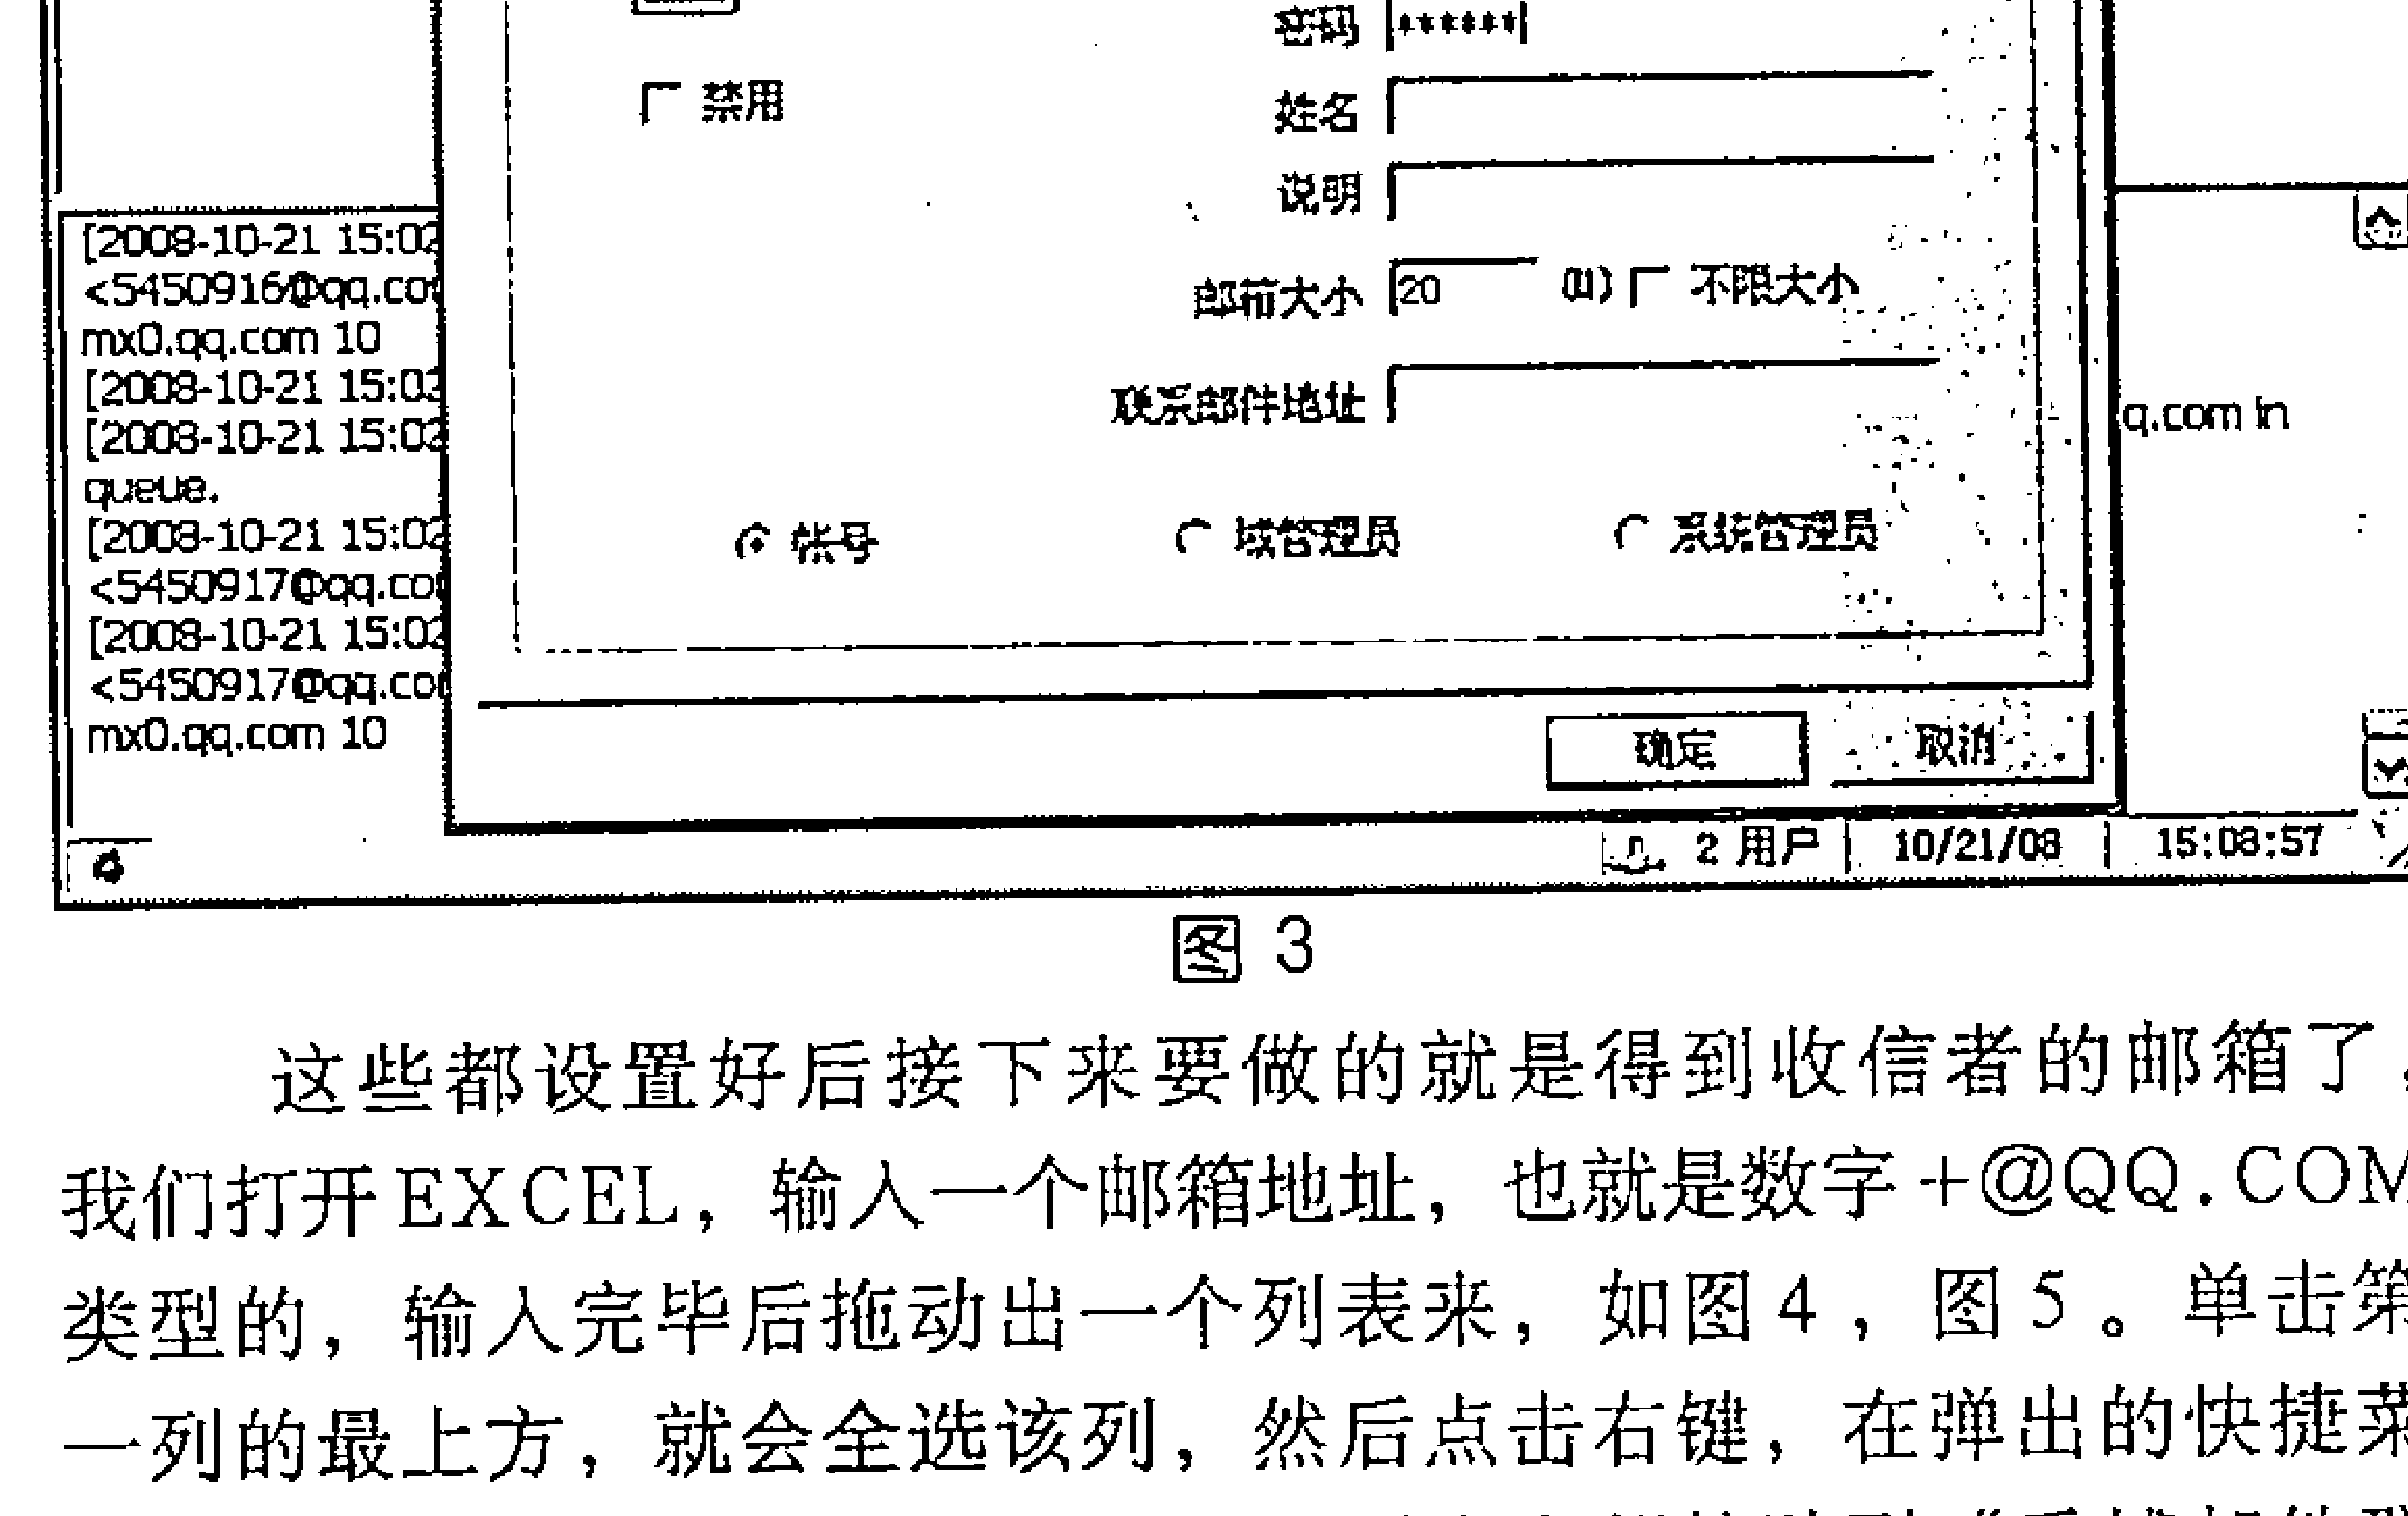 密码 ******
禁用
姓名
说明
邮箱大小 20 (M) 不限大小
联系邮件地址
帐号 域管理员 系统管理员
确定 取消
[2008-10-21 15:02
<5450916@qq.co
mx0.qq.com 10
[2008-10-21 15:03
[2008-10-21 15:02
queue.
[2008-10-21 15:02
<5450917@qq.co
[2008-10-21 15:02
<5450917@qq.co
mx0.qq.com 10
q.com in
2 用户 10/21/08 15:08:57
图 3
这些都设置好后接下来要做的就是得到收信者的邮箱了,
我们打开EXCEL，输入一个邮箱地址，也就是数字+@QQ.COM
类型的，输入完毕后拖动出一个列表来，如图4，图5。单击第
一列的最上方，就会全选该列，然后点击右键，在弹出的快捷菜